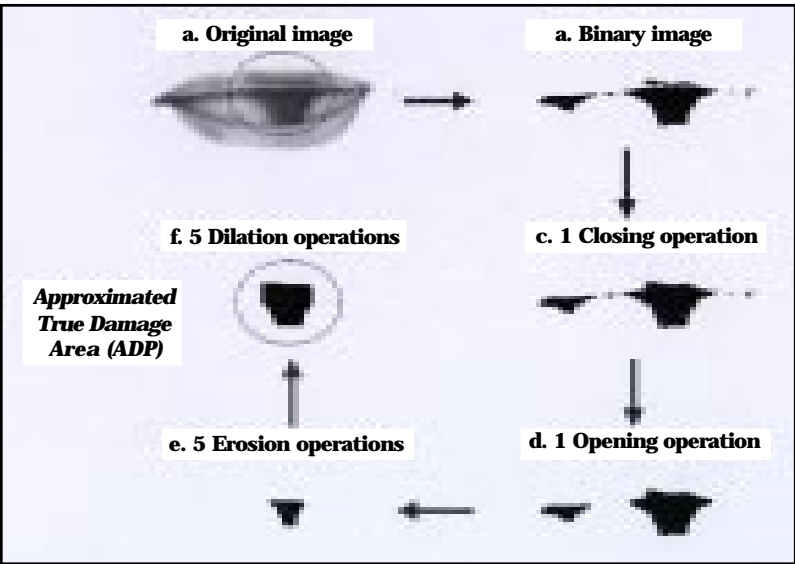 a. Original image
a. Binary image
f. 5 Dilation operations
c. 1 Closing operation
Approximated
True Damage
Area (ADP)
e. 5 Erosion operations
d. 1 Opening operation